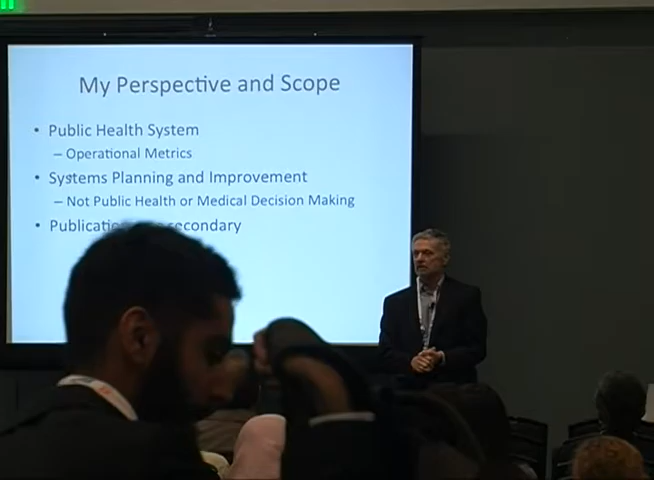 My Perspective and Scope
• Public Health System
– Operational Metrics
• Systems Planning and Improvement
– Not Public Health or Medical Decision Making
• secondary